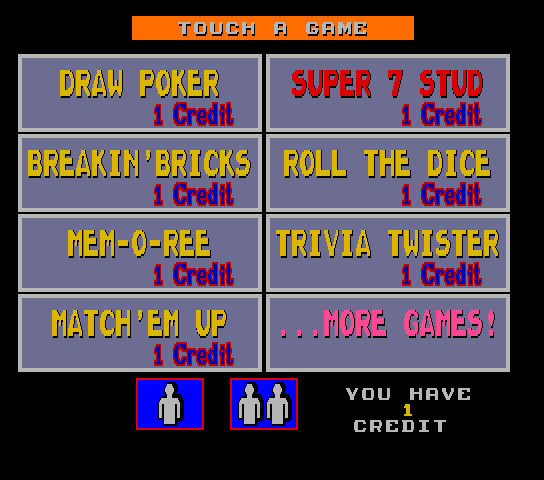 TOUCH A GAME
DRAW POKER
1 Credit
SUPER 7 STUD
1 Credit
BREAKIN'BRICKS
1 Credit
ROLL THE DICE
1 Credit
MEM-O-REE
1 Credit
TRIVIA TWISTER
1 Credit
MATCH'EM UP
1 Credit
...MORE GAMES!
YOU HAVE
1
CREDIT